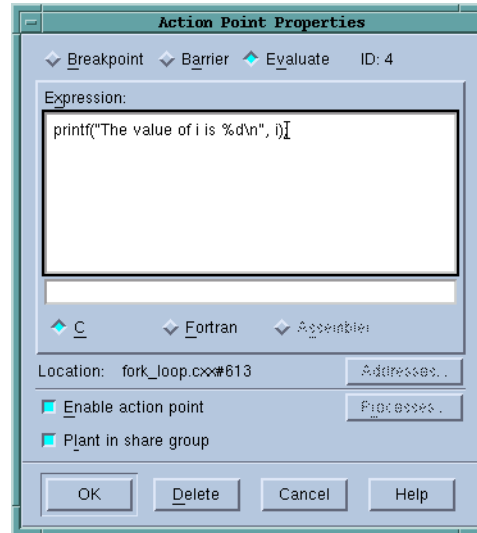 Action Point Properties
Breakpoint Barrier Evaluate ID: 4
Expression:
printf("The value of i is %d\n", i);
C Fortran Assembler
Location: fork_loop.cxx#613 Addresses...
Enable action point Processes...
Plant in share group
OK Delete Cancel Help